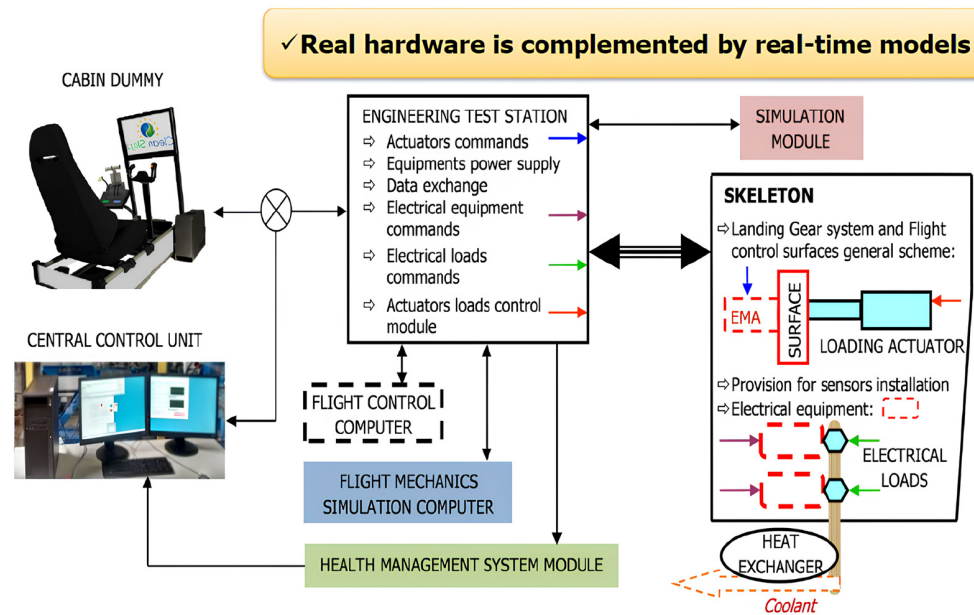 ✓Real hardware is complemented by real-time models
CABIN DUMMY
Clean Sky
ENGINEERING TEST STATION
⇨ Actuators commands
⇨ Equipments power supply
⇨ Data exchange
⇨ Electrical equipment
commands
⇨ Electrical loads
commands
⇨ Actuators loads control
module
SIMULATION
MODULE
SKELETON
⇨Landing Gear system and Flight
control surfaces general scheme:
EMA
SURFACE
LOADING ACTUATOR
⇨Provision for sensors installation
⇨Electrical equipment:
ELECTRICAL
LOADS
HEAT
EXCHANGER
Coolant
CENTRAL CONTROL UNIT
FLIGHT CONTROL
COMPUTER
FLIGHT MECHANICS
SIMULATION COMPUTER
HEALTH MANAGEMENT SYSTEM MODULE